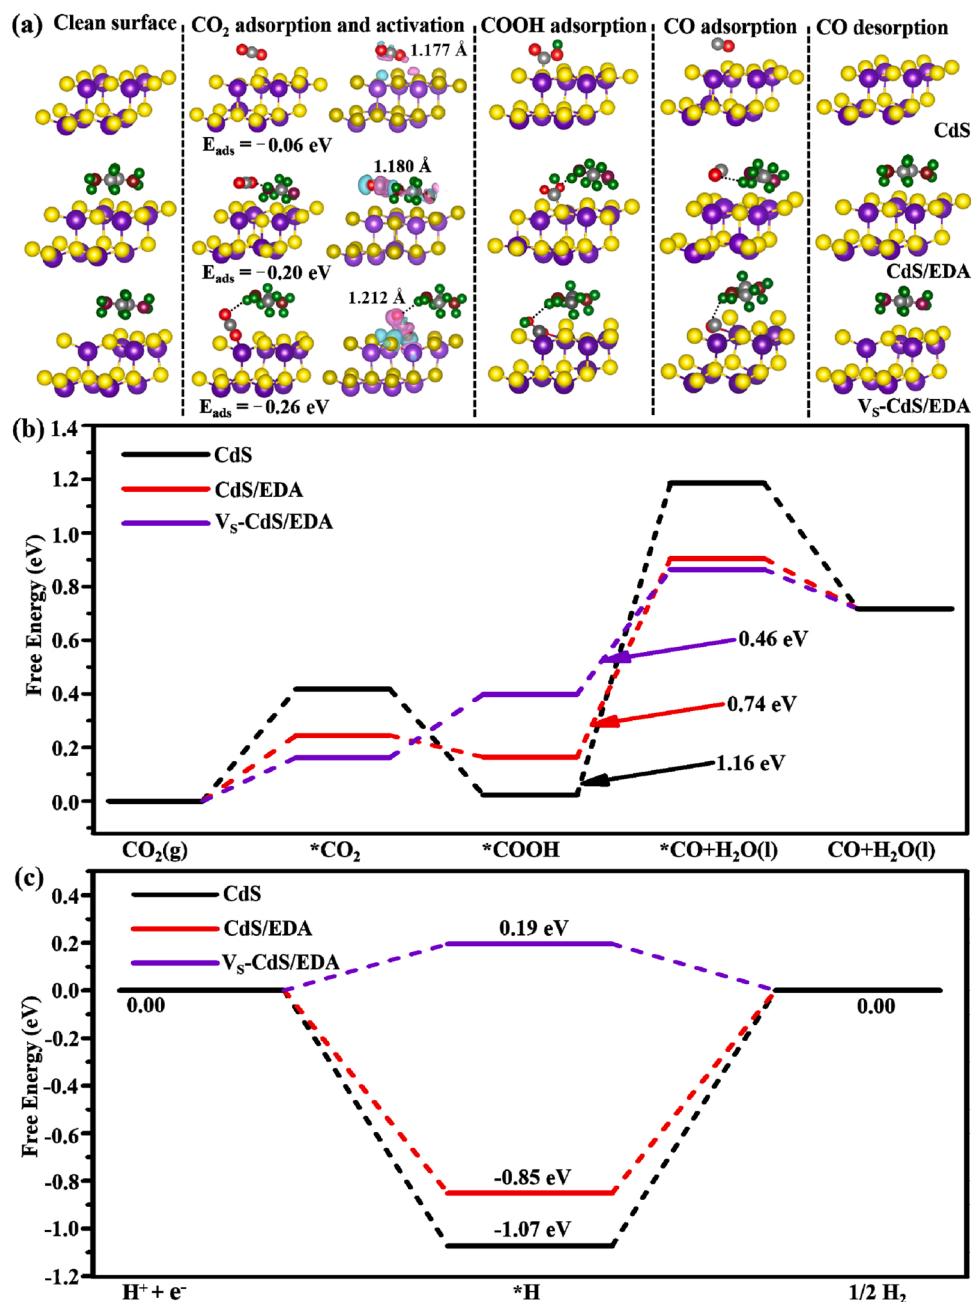 (a) Clean surface CO₂ adsorption and activation COOH adsorption CO adsorption CO desorption
1.177 Å
CdS
E_ads = −0.06 eV
1.180 Å
CdS/EDA
E_ads = −0.20 eV
1.212 Å
V_S-CdS/EDA
E_ads = −0.26 eV
(b)
1.4
1.2
1.0
0.8
0.6
0.4
0.2
0.0
Free Energy (eV)
CdS
CdS/EDA
V_S-CdS/EDA
0.46 eV
0.74 eV
1.16 eV
CO₂(g) *CO₂ *COOH *CO+H₂O(l) CO+H₂O(l)
(c)
0.4
0.2
0.0
-0.2
-0.4
-0.6
-0.8
-1.0
-1.2
Free Energy (eV)
CdS
CdS/EDA
V_S-CdS/EDA
0.19 eV
0.00
0.00
-0.85 eV
-1.07 eV
H⁺ + e⁻ *H 1/2 H₂